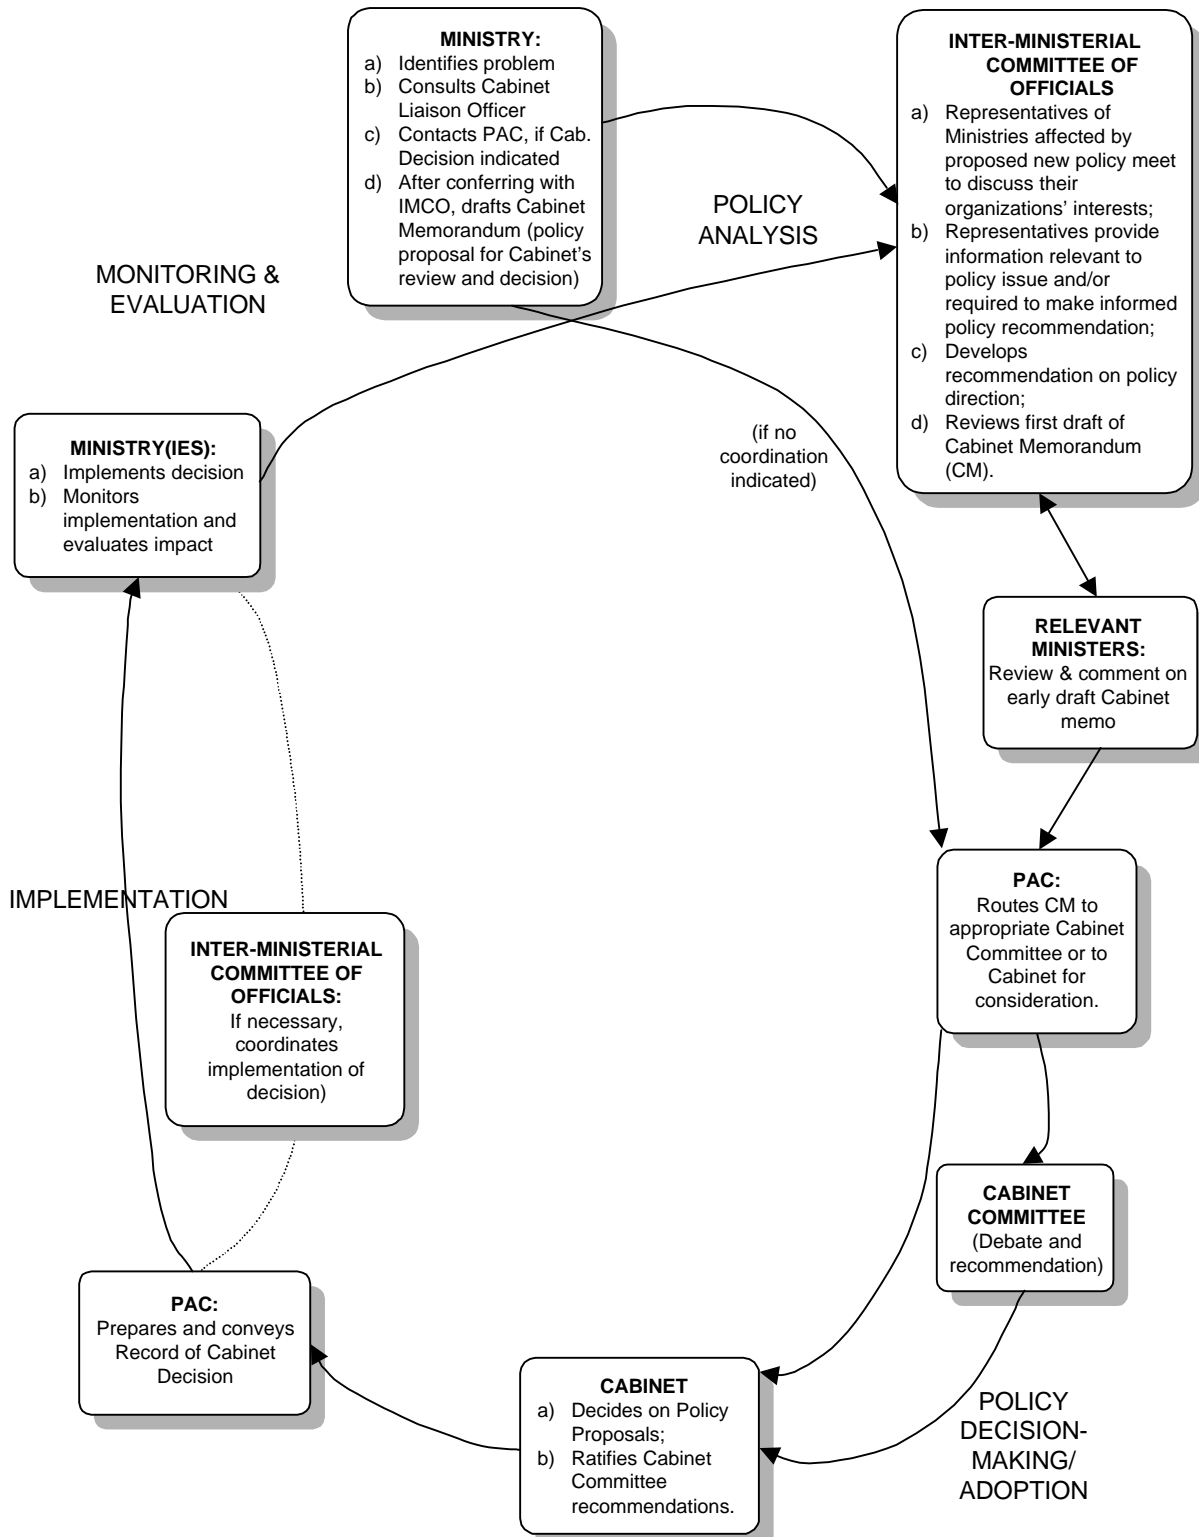 MINISTRY:
a) Identifies problem
b) Consults Cabinet
Liaison Officer
c) Contacts PAC, if Cab.
Decision indicated
d) After conferring with
IMCO, drafts Cabinet
Memorandum (policy
proposal for Cabinet's
review and decision)
INTER-MINISTERIAL
COMMITTEE OF
OFFICIALS
a) Representatives of
Ministries affected by
proposed new policy meet
to discuss their
organizations' interests;
b) Representatives provide
information relevant to
policy issue and/or
required to make informed
policy recommendation;
c) Develops
recommendation on policy
direction;
d) Reviews first draft of
Cabinet Memorandum
(CM).
POLICY
ANALYSIS
MONITORING &
EVALUATION
MINISTRY(IES):
a) Implements decision
b) Monitors
implementation and
evaluates impact
(if no
coordination
indicated)
RELEVANT
MINISTERS:
Review & comment on
early draft Cabinet
memo
PAC:
Routes CM to
appropriate Cabinet
Committee or to
Cabinet for
consideration.
IMPLEMENTATION
INTER-MINISTERIAL
COMMITTEE OF
OFFICIALS:
If necessary,
coordinates
implementation of
decision)
CABINET
COMMITTEE
(Debate and
recommendation)
PAC:
Prepares and conveys
Record of Cabinet
Decision
CABINET
a) Decides on Policy
Proposals;
b) Ratifies Cabinet
Committee
recommendations.
POLICY
DECISION-
MAKING/
ADOPTION